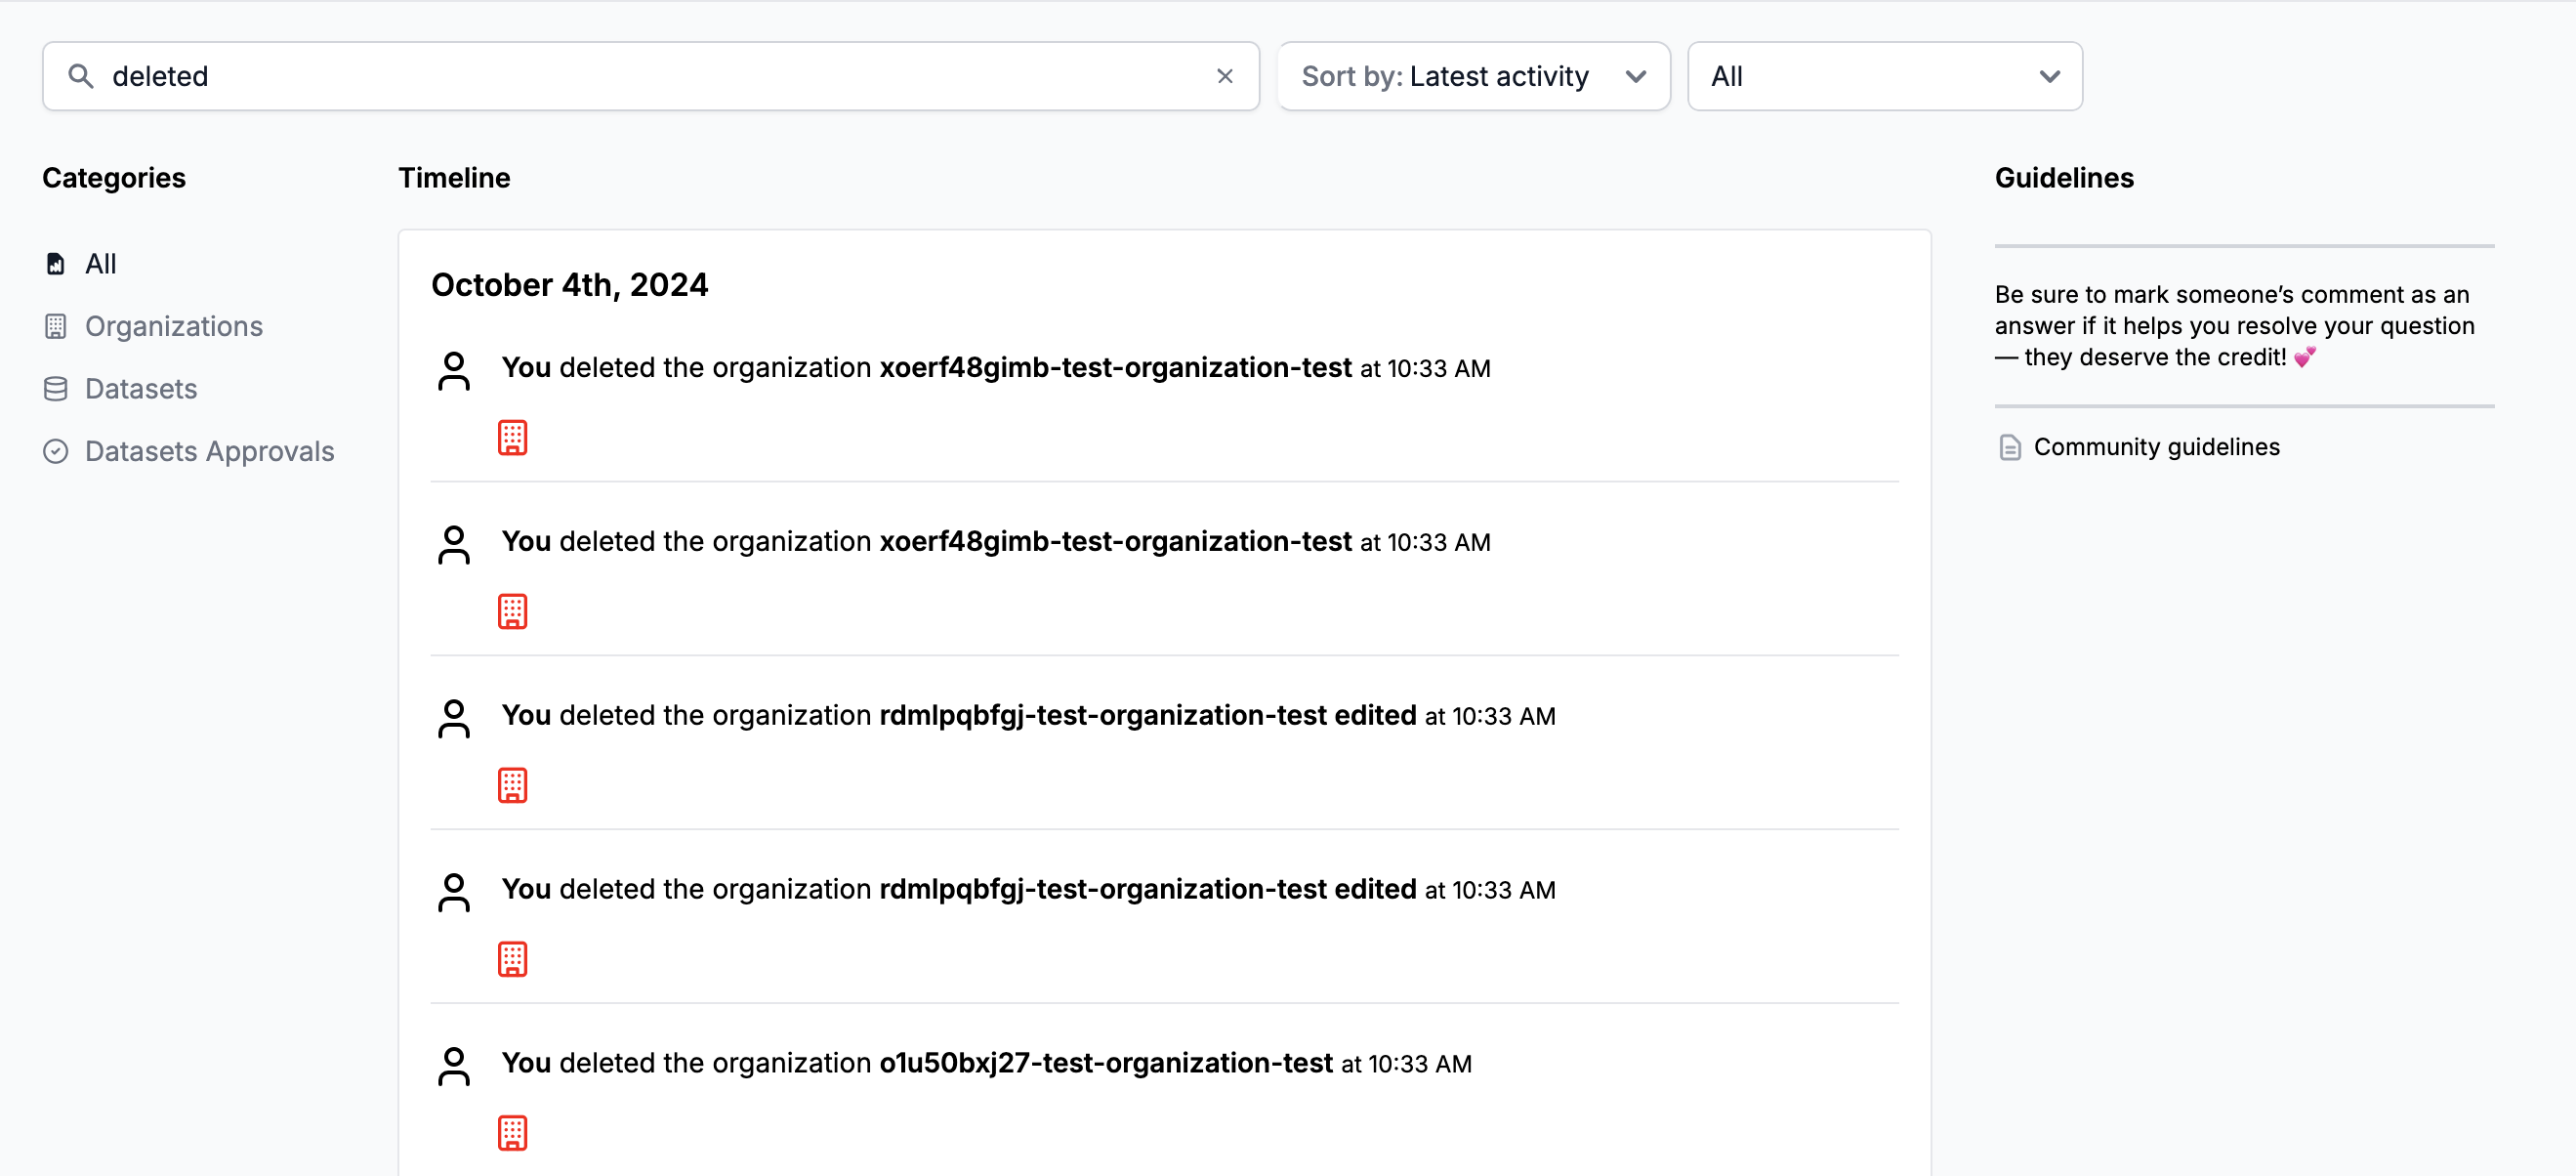 deleted
Sort by: Latest activity
All
Categories
All
Organizations
Datasets
Datasets Approvals
Timeline
October 4th, 2024
You deleted the organization xoerf48gimb-test-organization-test at 10:33 AM
You deleted the organization xoerf48gimb-test-organization-test at 10:33 AM
You deleted the organization rdmlpqbfgj-test-organization-test edited at 10:33 AM
You deleted the organization rdmlpqbfgj-test-organization-test edited at 10:33 AM
You deleted the organization o1u50bxj27-test-organization-test at 10:33 AM
Guidelines
Be sure to mark someone’s comment as an
answer if it helps you resolve your question
— they deserve the credit! 💕
Community guidelines